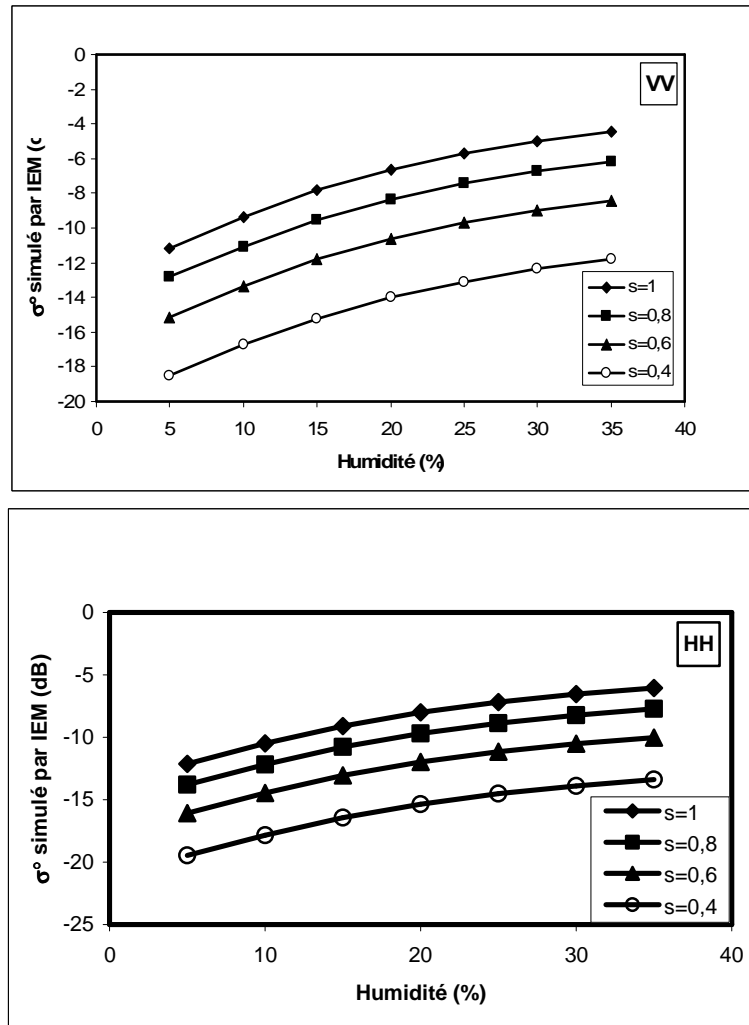 0
VV
-2
-4
-6
-8
-10
-12
-14
-16
-18
-20
σ° simulé par IEM (
s=1
s=0,8
s=0,6
s=0,4
0 5 10 15 20 25 30 35 40
Humidité (%)
0
HH
-5
-10
-15
-20
-25
σ° simulé par IEM (dB)
s=1
s=0,8
s=0,6
s=0,4
0 10 20 30 40
Humidité (%)